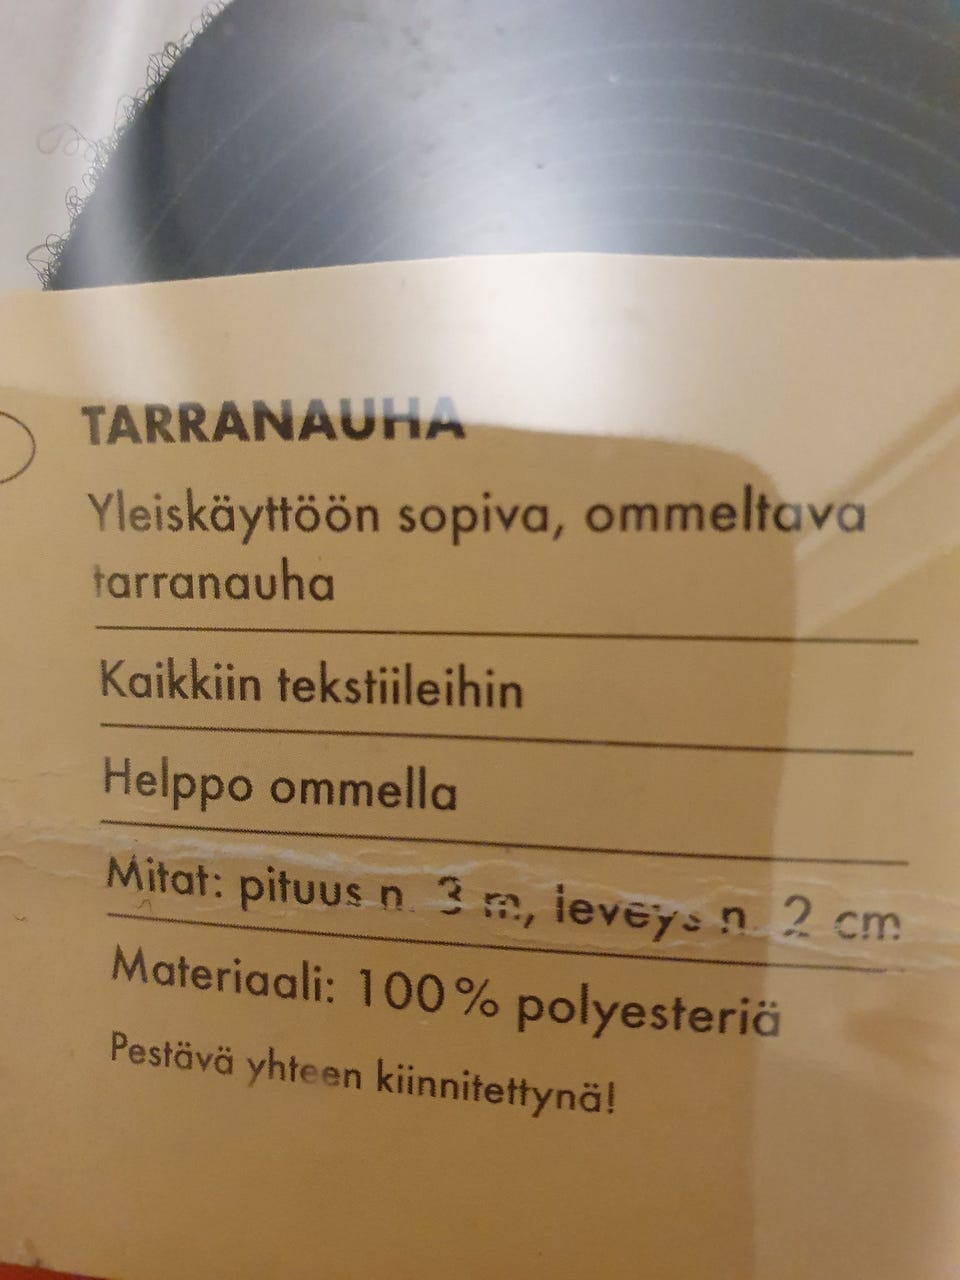 TARRANAUHA
Yleiskäyttöön sopiva, ommeltava
tarranauha
Kaikkiin tekstiileihin
Helppo ommella
Mitat: pituus n. 3 m, leveys n. 2 cm
Materiaali: 100 % polyesteriä
Pestävä yhteen kiinnitettynä!